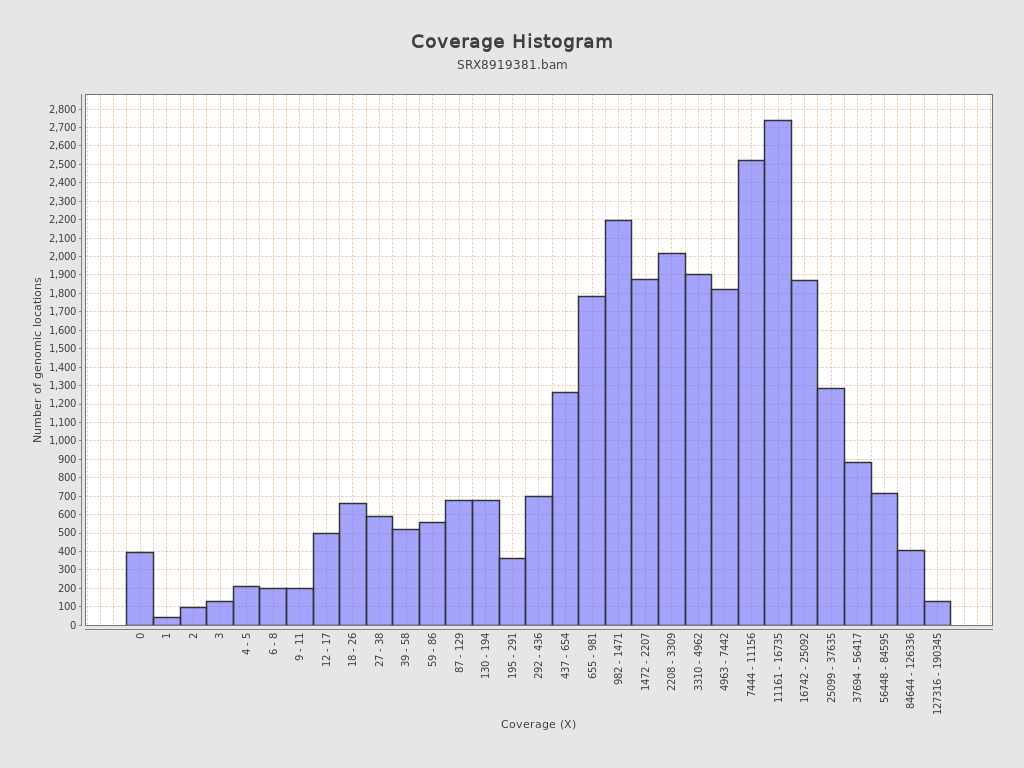 Coverage Histogram
SRX8919381.bam
Number of genomic locations
2,800
2,700
2,600
2,500
2,400
2,300
2,200
2,100
2,000
1,900
1,800
1,700
1,600
1,500
1,400
1,300
1,200
1,100
1,000
900
800
700
600
500
400
300
200
100
0
0
1
2
3
4 - 5
6 - 8
9 - 11
12 - 17
18 - 26
27 - 38
39 - 58
59 - 86
87 - 129
130 - 194
195 - 291
292 - 436
437 - 654
655 - 981
982 - 1471
1472 - 2207
2208 - 3309
3310 - 4962
4963 - 7442
7444 - 11156
11161 - 16735
16742 - 25092
25099 - 37635
37694 - 56417
56448 - 84595
84644 - 126336
127316 - 190345
Coverage (X)